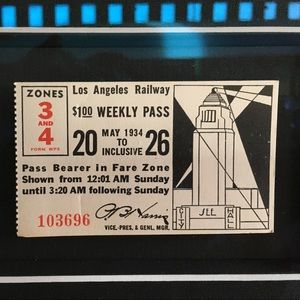 ZONES
3
AND
4
FORM WPS
Los Angeles Railway
$1.00 WEEKLY PASS
20 MAY 1934 TO INCLUSIVE 26
Pass Bearer in Fare Zone
Shown from 12:01 AM Sunday
until 3:20 AM following Sunday
103696
VICE.-PRES. & GENL. MGR.
CITY
HALL